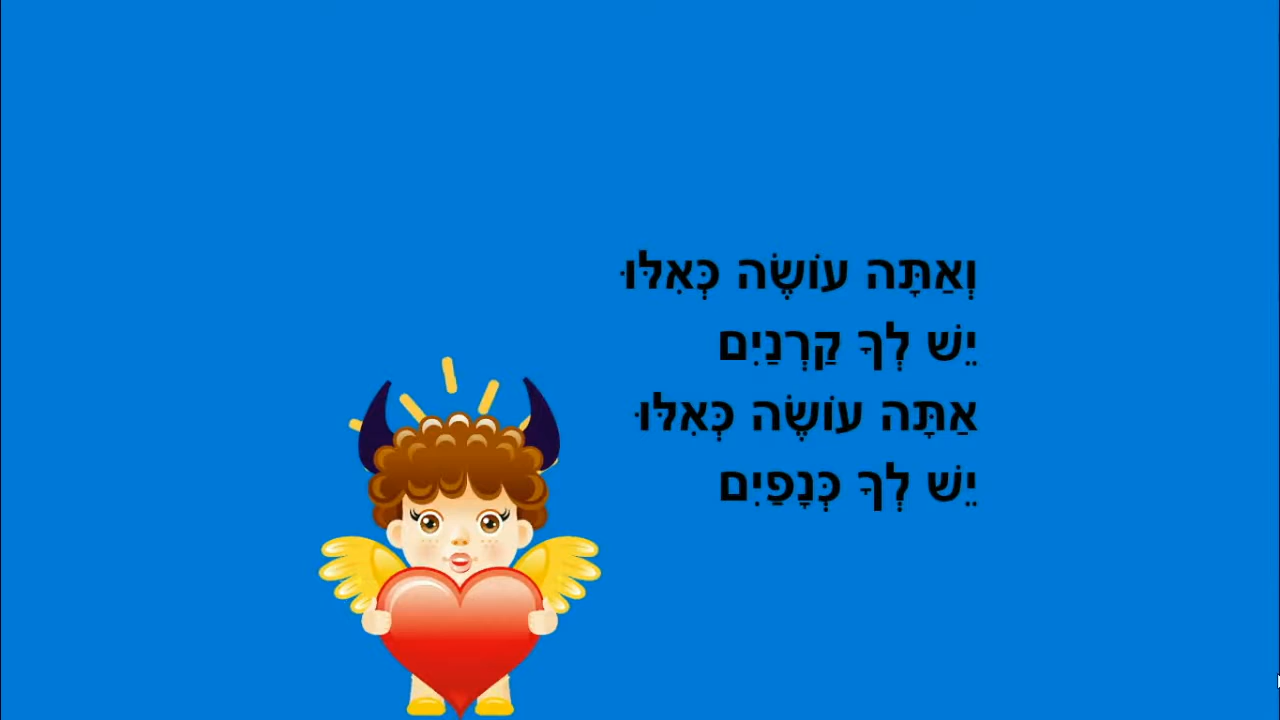 וְאַתָּה עוֹשֶׂה כְּאִלּוּ
יֵשׁ לְךָ קַרְנַיִם
אַתָּה עוֹשֶׂה כְּאִלּוּ
יֵשׁ לְךָ כְּנָפַיִם